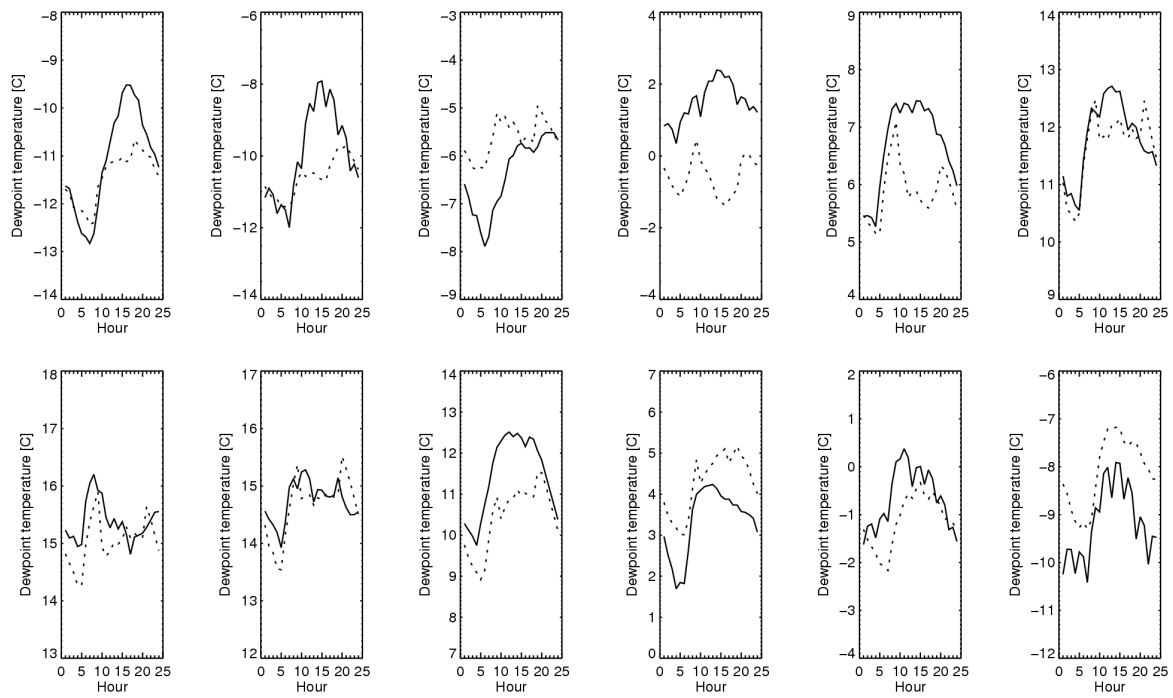 −8 −6 −3 4 9 14
−9 2 8 13
−4
−10 −8 −5 7 12
Dewpoint temperature [C] Dewpoint temperature [C] Dewpoint temperature [C] Dewpoint temperature [C] Dewpoint temperature [C] Dewpoint temperature [C]
−11 −10 −6 0 6 11
−12 −7 −2 5 10
−12
−13 −8
−14 −14 −9 −4 4 9
0 5 10 15 20 25 0 5 10 15 20 25 0 5 10 15 20 25 0 5 10 15 20 25 0 5 10 15 20 25 0 5 10 15 20 25
Hour Hour Hour Hour Hour Hour
18 17 14 7 2 −6
13 6 1 −7
17 16
12 5 0 −8
16 15 11 4 −1 −9
Dewpoint temperature [C] Dewpoint temperature [C] Dewpoint temperature [C] Dewpoint temperature [C] Dewpoint temperature [C] Dewpoint temperature [C]
15 14 10 3 −2 −10
9 2
14 13 −3 −11
8 1
13 12 7 0 −4 −12
0 5 10 15 20 25 0 5 10 15 20 25 0 5 10 15 20 25 0 5 10 15 20 25 0 5 10 15 20 25 0 5 10 15 20 25
Hour Hour Hour Hour Hour Hour